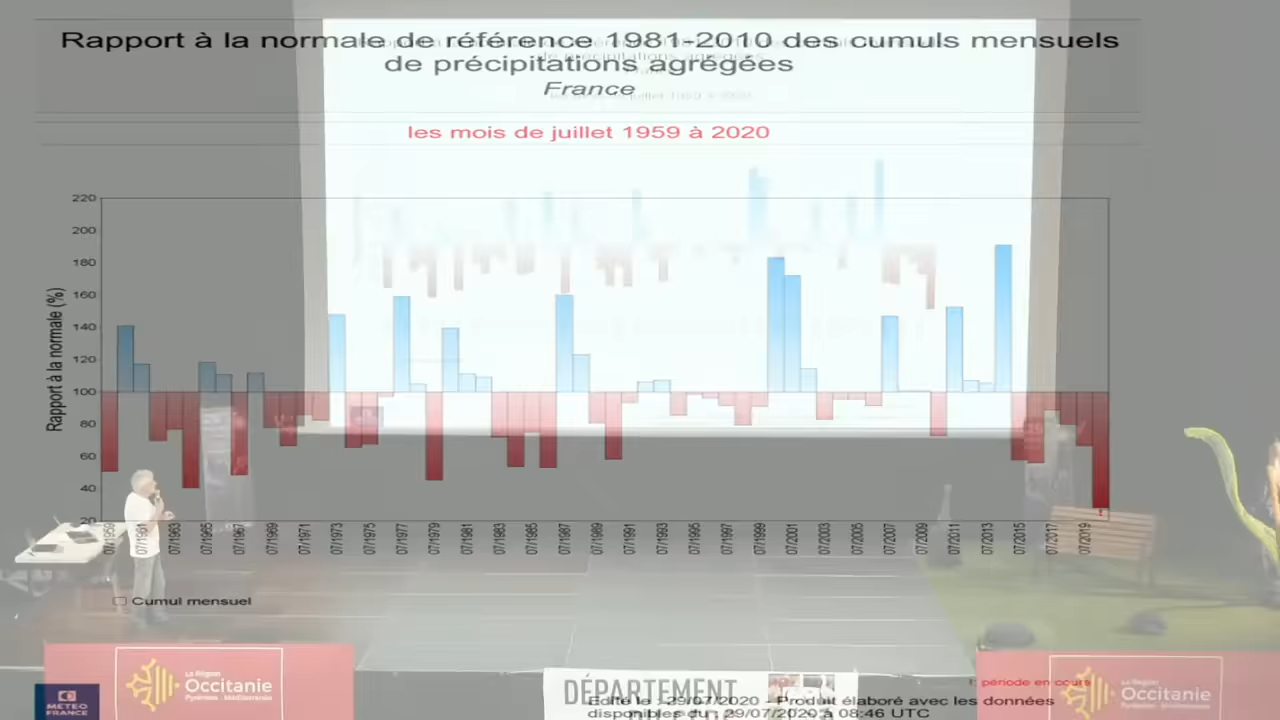 Rapport à la normale de référence 1981-2010 des cumuls mensuels
de précipitations agrégées
France
les mois de juillet 1959 à 2020
Rapport à la normale (%)
220
200
180
160
140
120
100
80
60
40
20
07/1959 07/1961 07/1963 07/1965 07/1967 07/1969 07/1971 07/1973 07/1975 07/1977 07/1979 07/1981 07/1983 07/1985 07/1987 07/1989 07/1991 07/1993 07/1995 07/1997 07/1999 07/2001 07/2003 07/2005 07/2007 07/2009 07/2011 07/2013 07/2015 07/2017 07/2019
Cumul mensuel
La Région
Occitanie
Pyrénées - Méditerranée
METEO
FRANCE
DÉPARTEMENT
période en cours
Edité le : 29/07/2020 - Produit élaboré avec les données
disponibles du : 29/07/2020 à 08:46 UTC
Occitanie